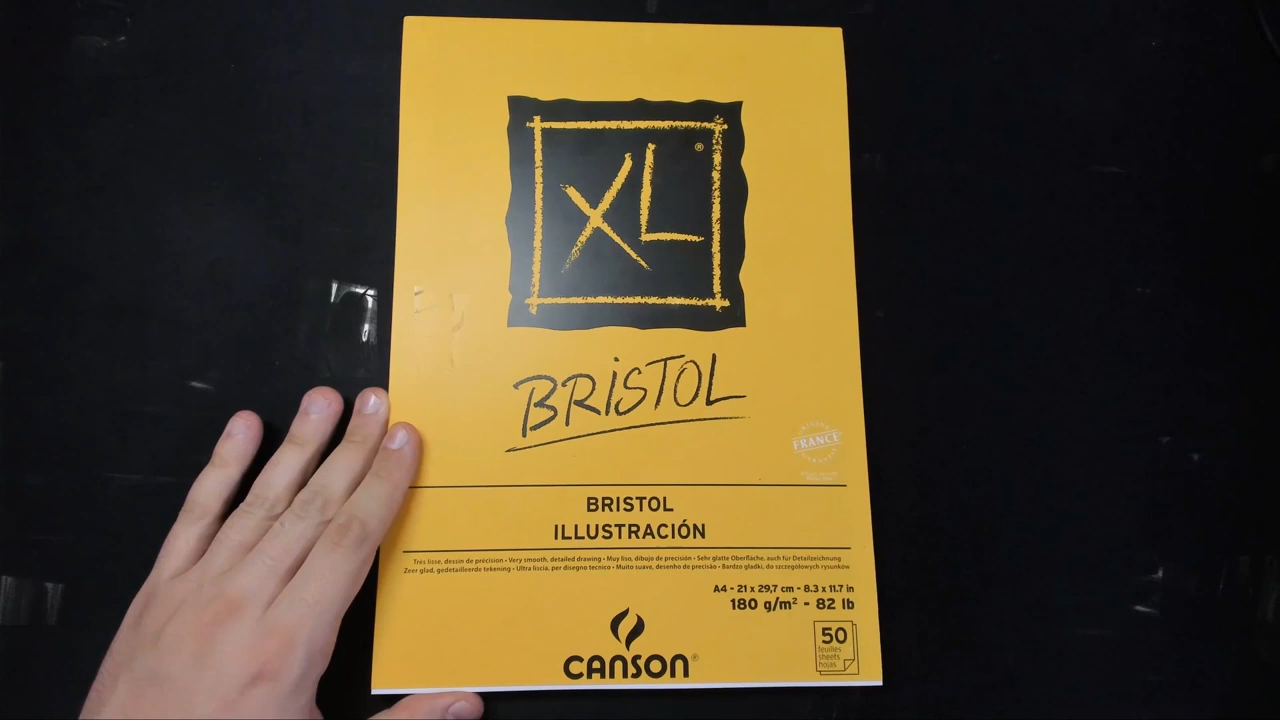 XL®
BRISTOL
FRANCE
BRISTOL
ILLUSTRACIÓN
Très lisse, dessin de précision • Very smooth, detailed drawing • Muy liso, dibujo de precisión • Sehr glatte Oberfläche, auch für Detailzeichnung
Zeer glad, gedetailleerde tekening • Ultra liscia, per disegno tecnico • Muito suave, desenho de precisão • Bardzo gładki, do szczegółowych rysunków
A4 - 21 x 29,7 cm - 8.3 x 11.7 in
180 g/m² - 82 lb
50
feuilles
sheets
hojas
CANSON®